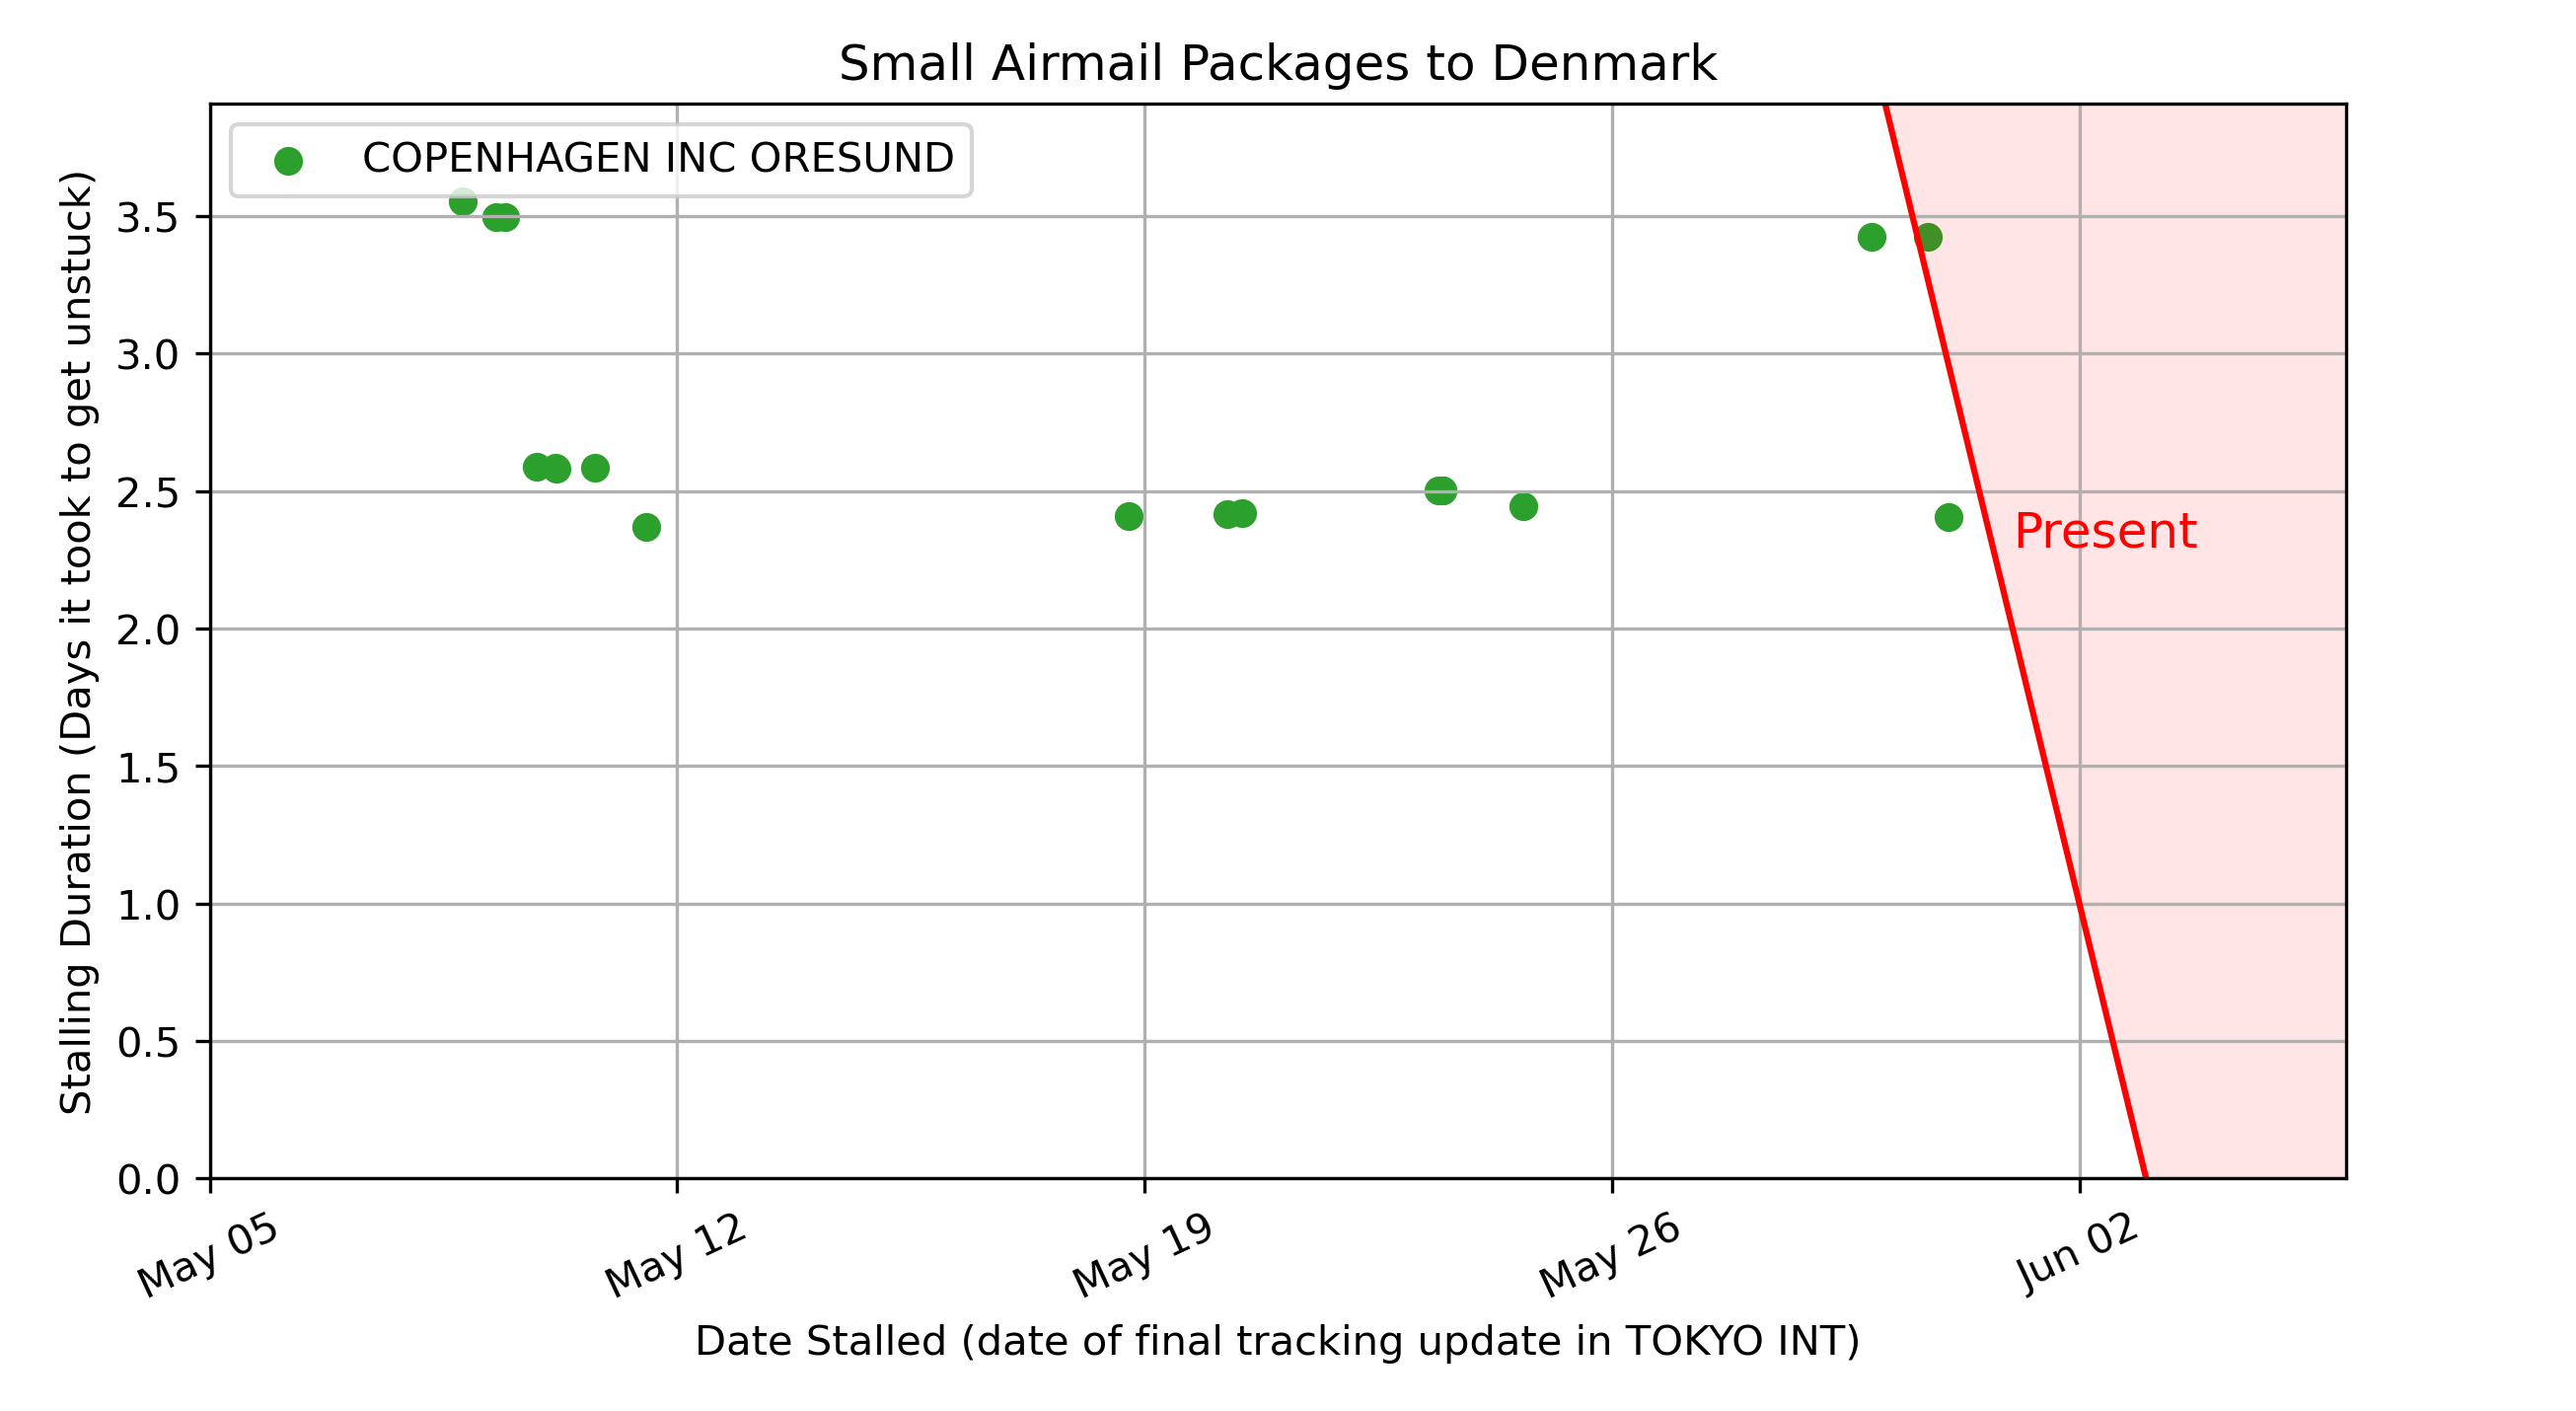 Small Airmail Packages to Denmark
COPENHAGEN INC ORESUND
Stalling Duration (Days it took to get unstuck)
3.5
3.0
2.5
2.0
1.5
1.0
0.5
0.0
Present
May 05
May 12
May 19
May 26
Jun 02
Date Stalled (date of final tracking update in TOKYO INT)